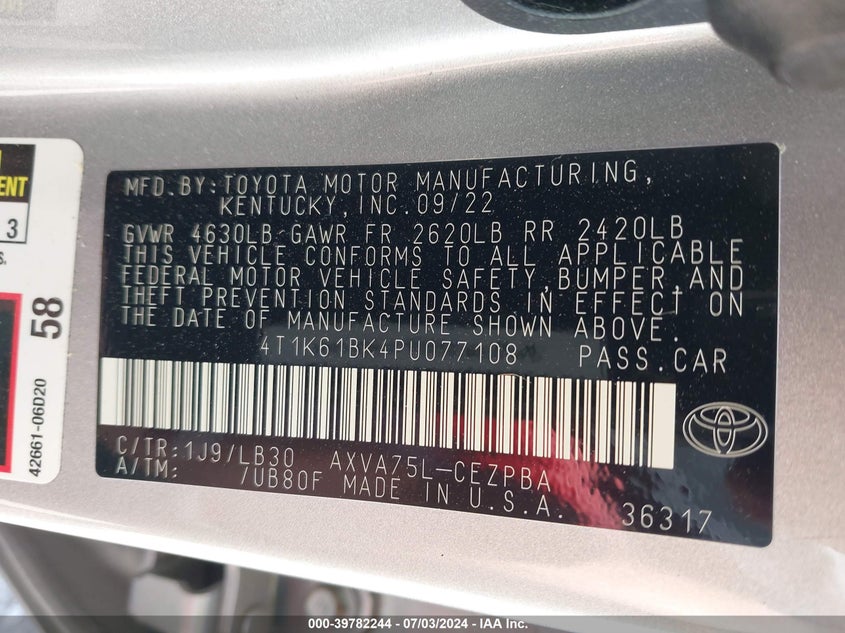 MFD.BY:TOYOTA MOTOR MANUFACTURING,
KENTUCKY,INC.09/22
GVWR 4630LB GAWR FR 2620LB RR 2420LB
THIS VEHICLE CONFORMS TO ALL APPLICABLE
FEDERAL MOTOR VEHICLE SAFETY,BUMPER,AND
THEFT PREVENTION STANDARDS IN EFFECT ON
THE DATE OF MANUFACTURE SHOWN ABOVE.
4T1K61BK4PU077108 PASS.CAR
C/TR:1J9/LB30 AXVA75L-CEZPBA
A/TM: /UB80F MADE IN U.S.A.
36317
ENT
3
S.
58
42661-06D20
000-39782244 - 07/03/2024 - IAA Inc.